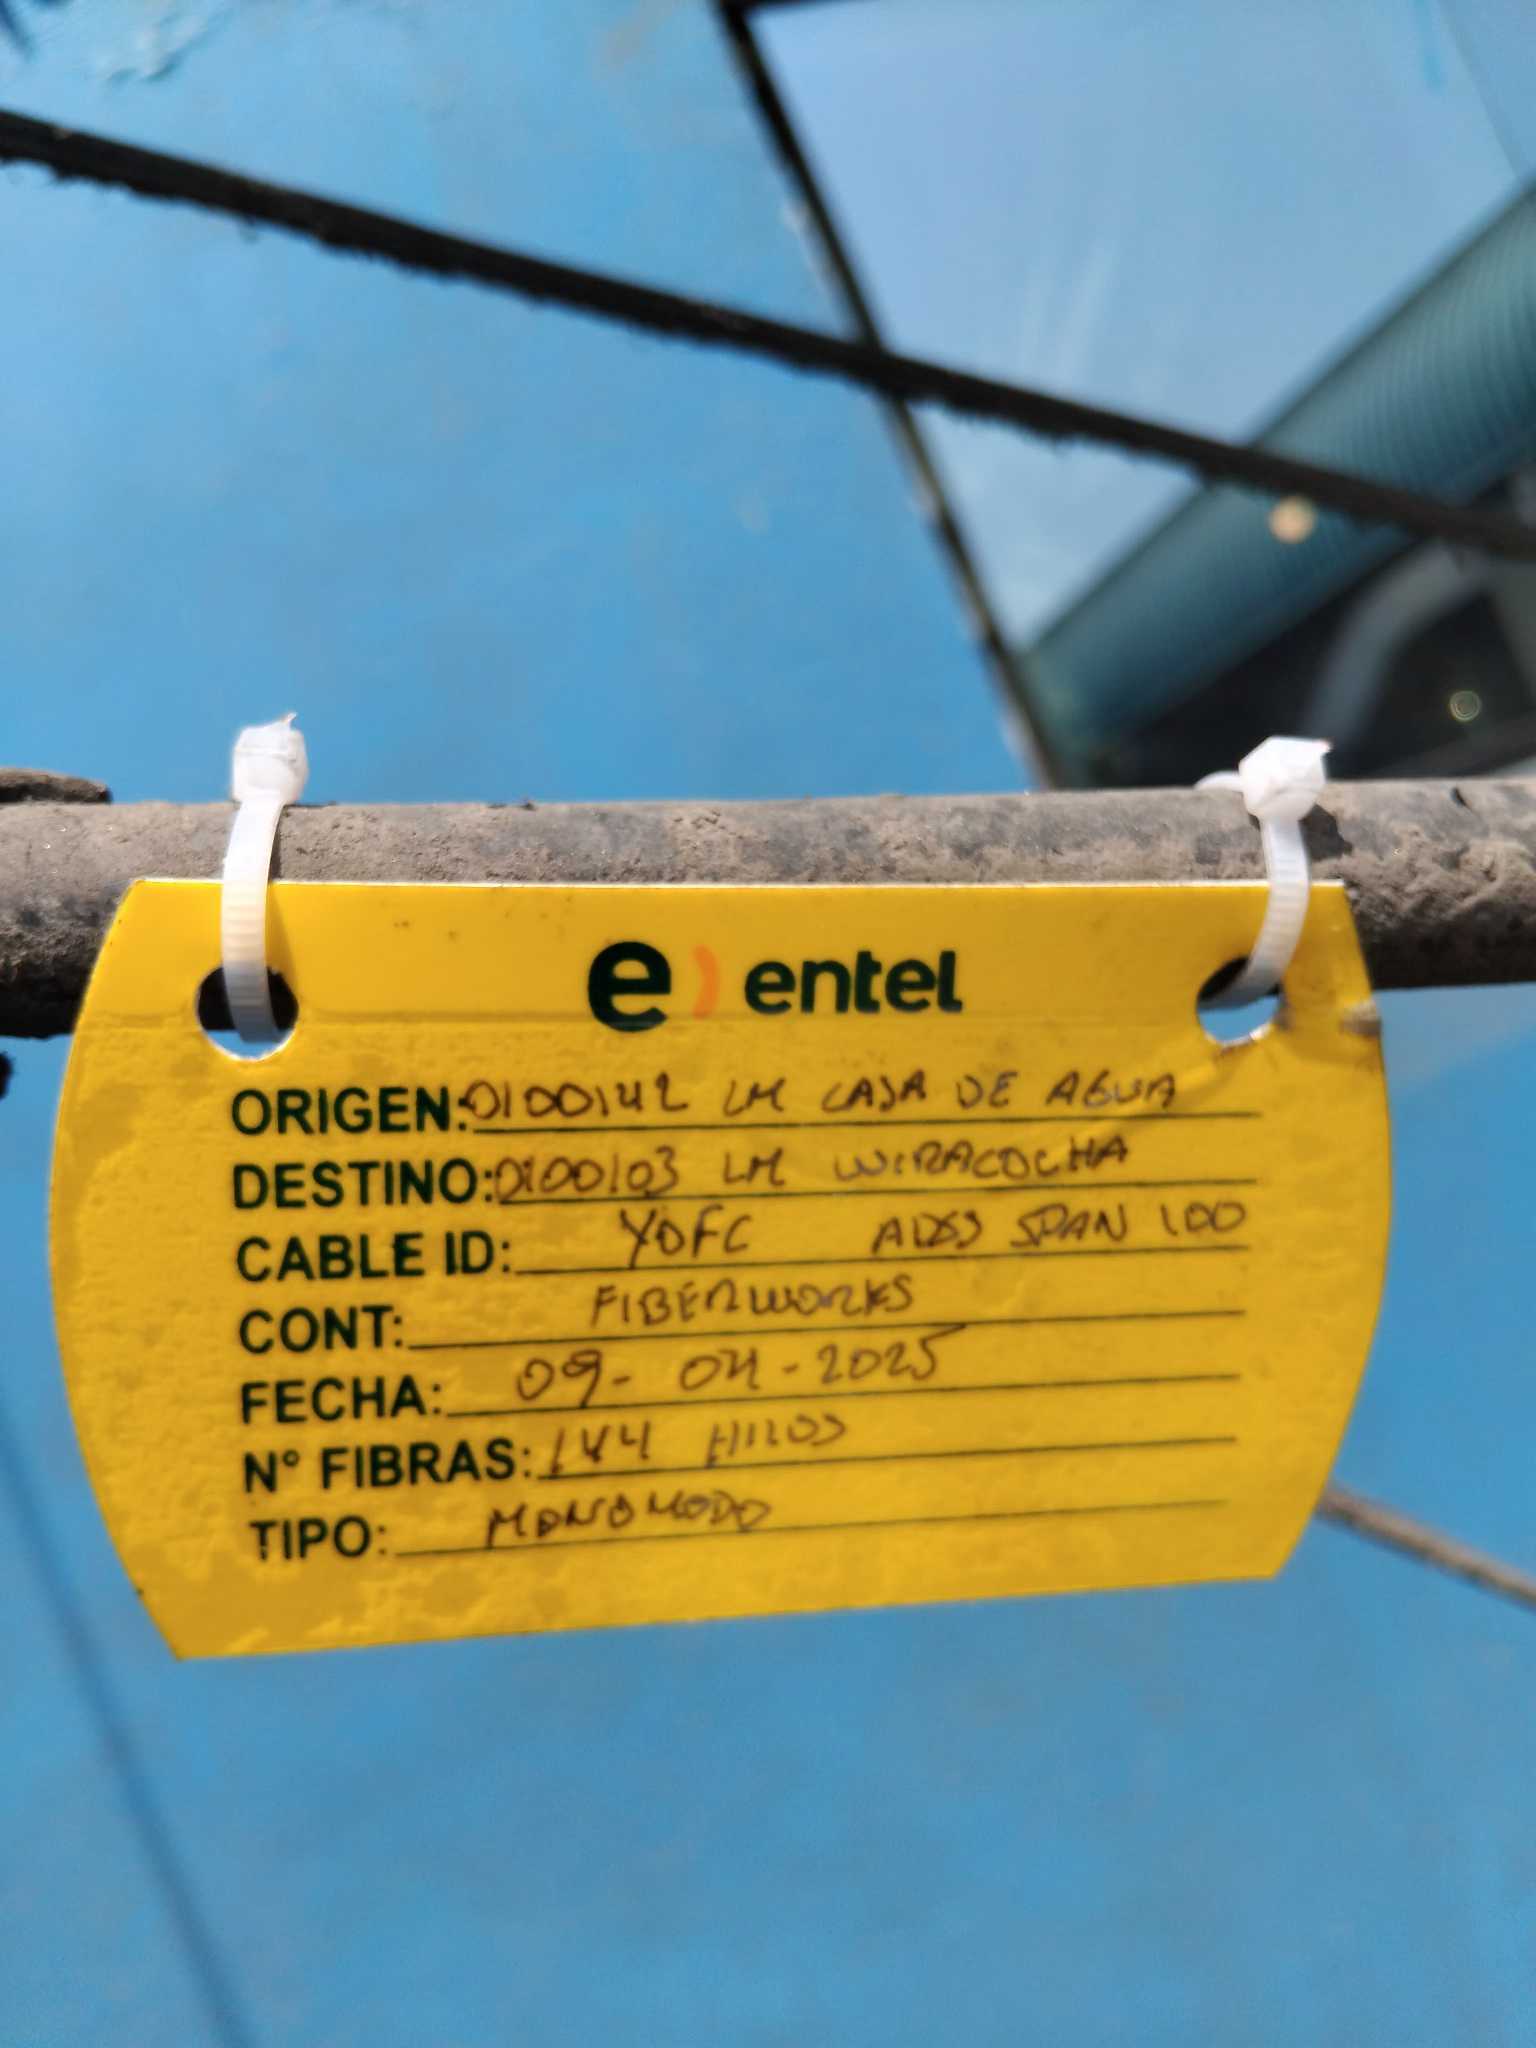 e) entel
ORIGEN: 0100142 LM CAJA DE AGUA
DESTINO: 0100103 LM WIRACOCHA
CABLE ID: YOFC ADSS SPAN 100
CONT: FIBERWORKS
FECHA: 09-04-2025
N° FIBRAS: 144 HILOS
TIPO: MONOMODO